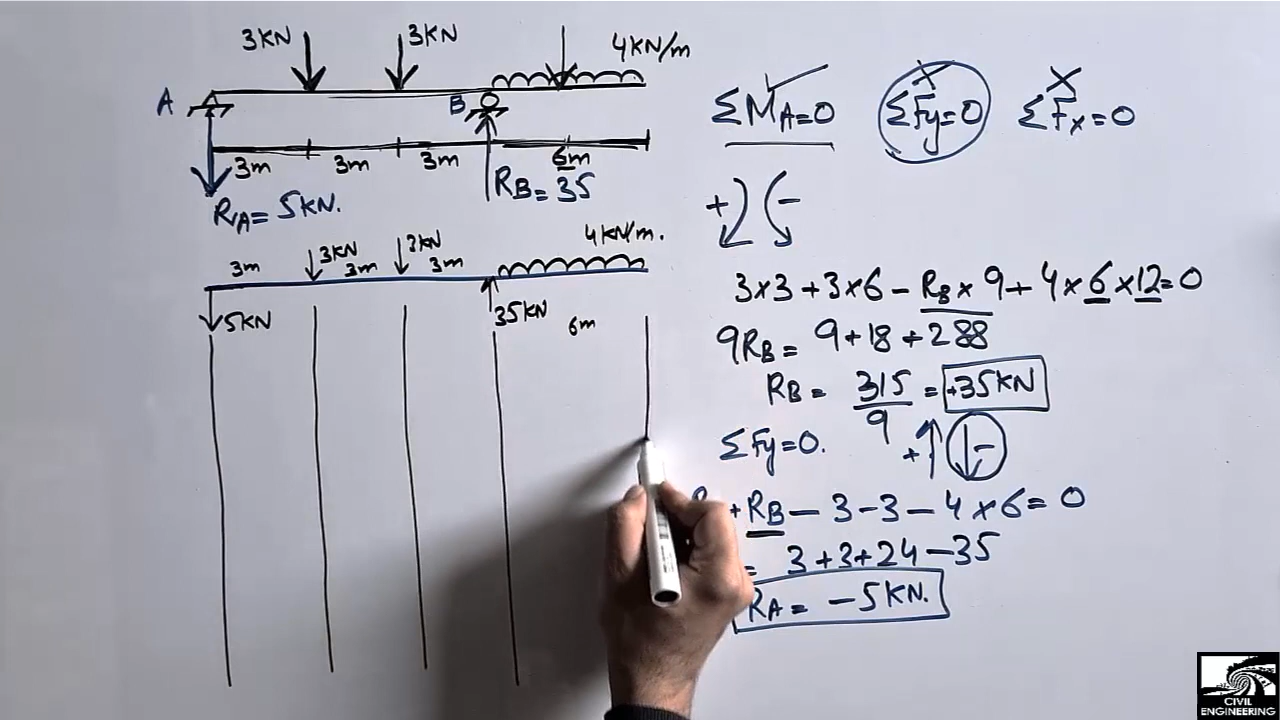 3KN 3KN 4KN/m
A B
3m 3m 3m 6m
RA= 5KN. RB= 35
4KN/m.
3m 3KN 3m 3KN 3m
5KN 35KN 6m
ΣMA=0 ΣFy=0 ΣFx=0
+ −
3×3+3×6−RB×9+4×6×12=0
9RB= 9+18+288
RB= 315/9 = +35KN
ΣFy=0. + −
+RB−3−3−4×6=0
= 3+3+24−35
RA= −5KN.
CIVIL
ENGINEERING